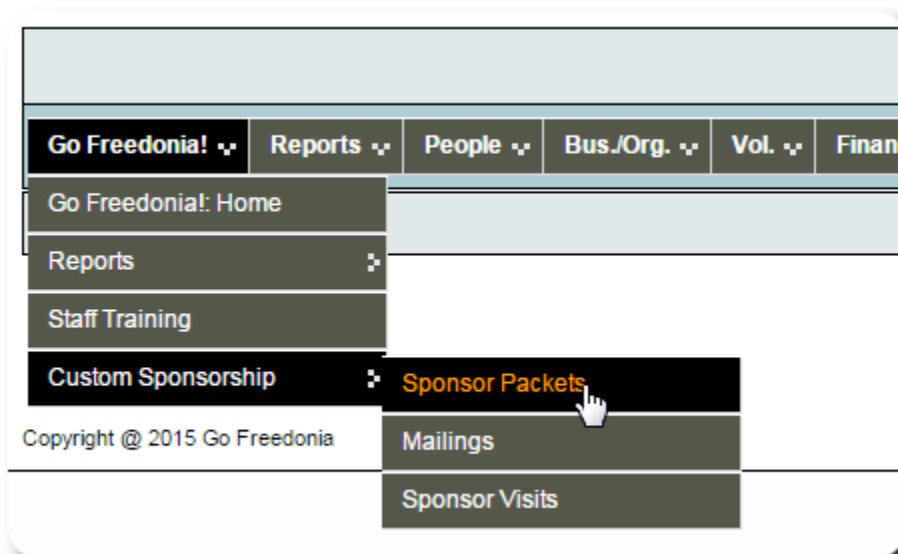 Go Freedonia! Reports People Bus./Org. Vol. Finan
Go Freedonia!: Home
Reports
Staff Training
Custom Sponsorship
Sponsor Packets
Copyright @ 2015 Go Freedonia
Mailings
Sponsor Visits